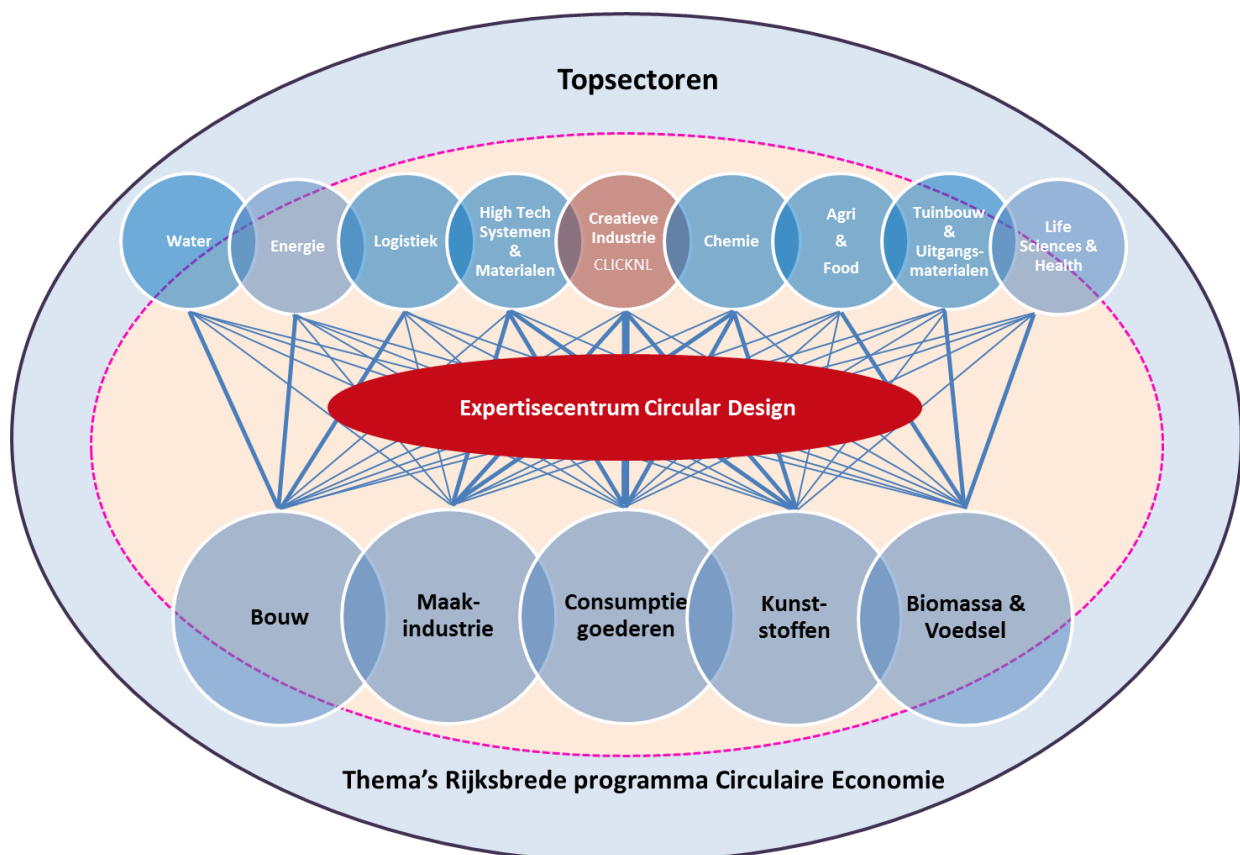 Topsectoren
Water
Energie
Logistiek
High Tech
Systemen
&
Materialen
Creatieve
Industrie
CLICKNL
Chemie
Agri
&
Food
Tuinbouw
&
Uitgangs-
materialen
Life
Sciences &
Health
Expertisecentrum Circular Design
Bouw
Maak-
industrie
Consumptie
goederen
Kunst-
stoffen
Biomassa &
Voedsel
Thema's Rijksbrede programma Circulaire Economie